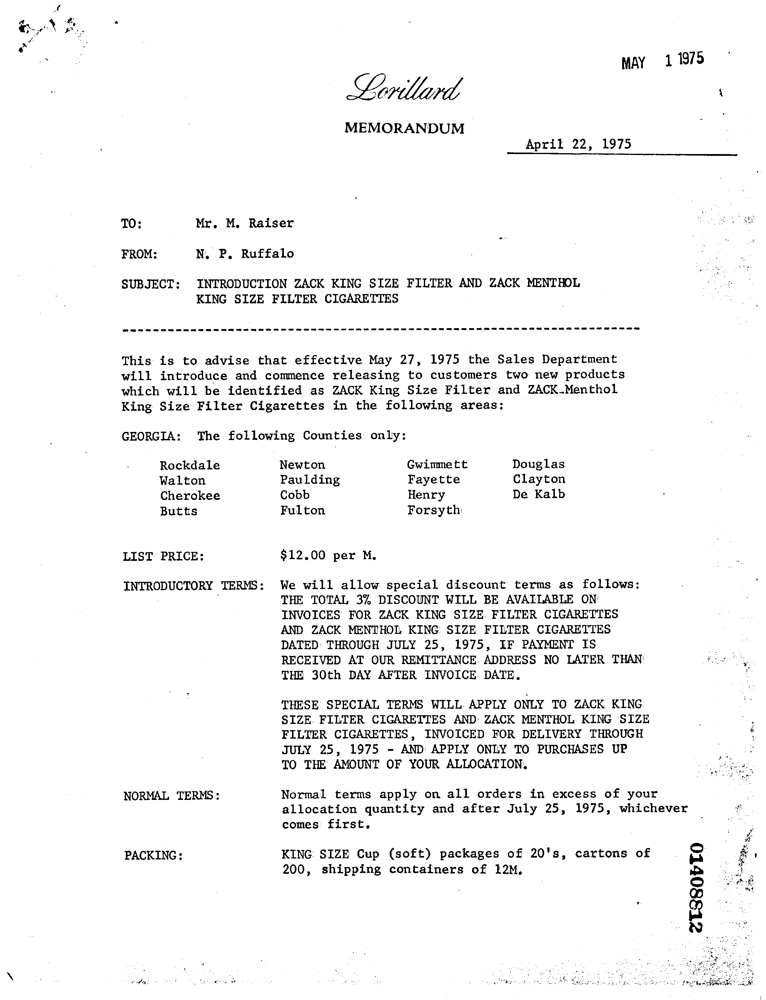 MAY 1 1975
Lorillard
MEMORANDUM
April 22, 1975
TO: Mr. M. Raiser
FROM: N. P. Ruffalo
SUBJECT: INTRODUCTION ZACK KING SIZE FILTER AND ZACK MENTHOL
KING SIZE FILTER CIGARETTES
--------------------------------------------------------------------
This is to advise that effective May 27, 1975 the Sales Department
will introduce and commence releasing to customers two new products
which will be identified as ZACK King Size Filter and ZACK Menthol
King Size Filter Cigarettes in the following areas:
GEORGIA: The following Counties only:
Rockdale Newton Gwinnett Douglas
Walton Paulding Fayette Clayton
Cherokee Cobb Henry De Kalb
Butts Fulton Forsyth
LIST PRICE: $12.00 per M.
INTRODUCTORY TERMS: We will allow special discount terms as follows:
THE TOTAL 3% DISCOUNT WILL BE AVAILABLE ON
INVOICES FOR ZACK KING SIZE FILTER CIGARETTES
AND ZACK MENTHOL KING SIZE FILTER CIGARETTES
DATED THROUGH JULY 25, 1975, IF PAYMENT IS
RECEIVED AT OUR REMITTANCE ADDRESS NO LATER THAN
THE 30th DAY AFTER INVOICE DATE.
THESE SPECIAL TERMS WILL APPLY ONLY TO ZACK KING
SIZE FILTER CIGARETTES AND ZACK MENTHOL KING SIZE
FILTER CIGARETTES, INVOICED FOR DELIVERY THROUGH
JULY 25, 1975 - AND APPLY ONLY TO PURCHASES UP
TO THE AMOUNT OF YOUR ALLOCATION.
NORMAL TERMS: Normal terms apply on all orders in excess of your
allocation quantity and after July 25, 1975, whichever
comes first.
PACKING: KING SIZE Cup (soft) packages of 20's, cartons of
200, shipping containers of 12M.
01408812